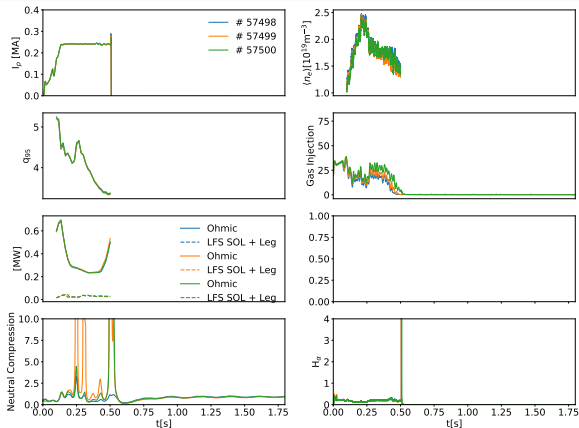 0.4
0.3
0.2
0.1
0.0
I_p [MA]
# 57498
# 57499
# 57500
2.5
2.0
1.5
1.0
⟨n_e⟩[10^19m^-3]
5
4
q_95
75
50
25
0
Gas Injection
0.6
0.4
0.2
0.0
[MW]
Ohmic
LFS SOL + Leg
Ohmic
LFS SOL + Leg
Ohmic
LFS SOL + Leg
1.00
0.75
0.50
0.25
0.00
10.0
7.5
5.0
2.5
0.0
Neutral Compression
0.00 0.25 0.50 0.75 1.00 1.25 1.50 1.75
t[s]
4
3
2
1
0
H_α
0.00 0.25 0.50 0.75 1.00 1.25 1.50 1.75
t[s]